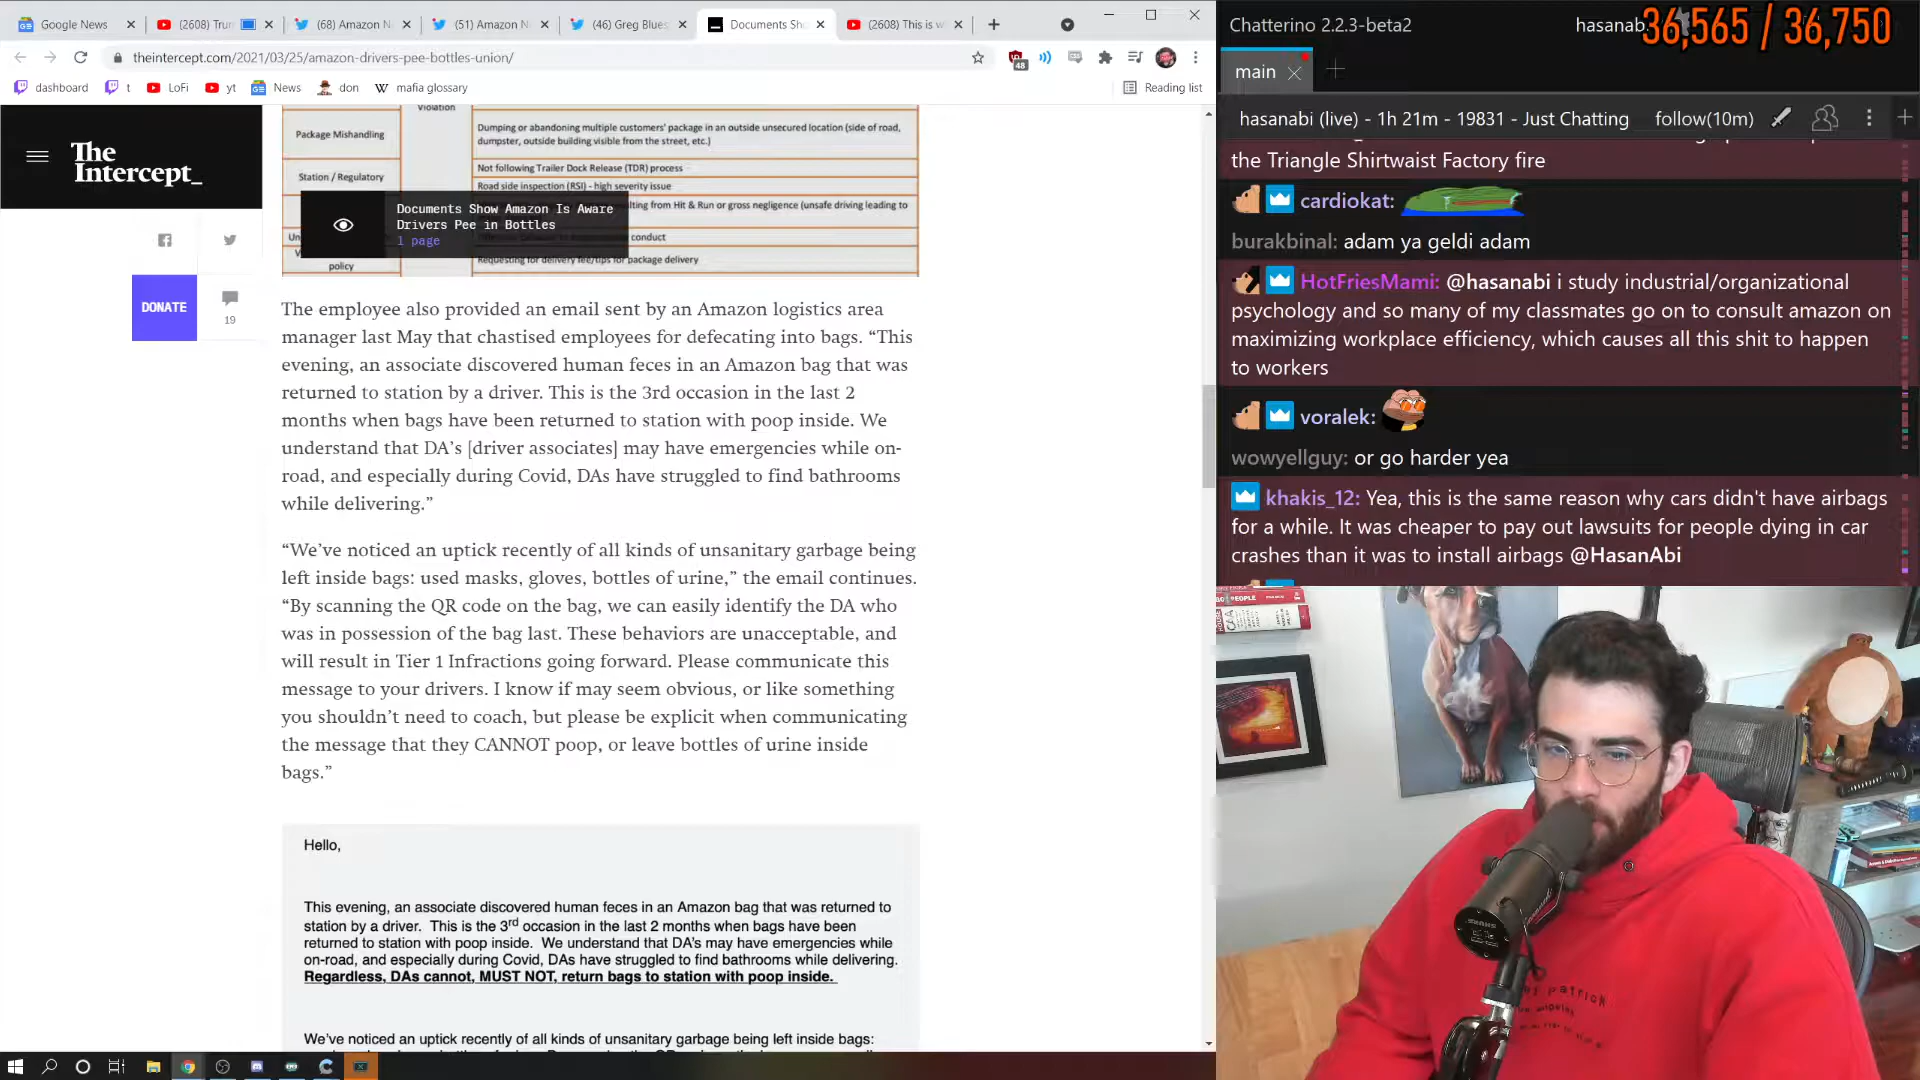 Google News
(2608) Trun
(68) Amazon N
(51) Amazon N
(46) Greg Blues
Documents Sho
(2608) This is w
theintercept.com/2021/03/25/amazon-drivers-pee-bottles-union/
48
dashboard
t
LoFi
yt
News
don
mafia glossary
Reading list
The
Intercept_
DONATE
19
Violation
Package Mishandling
Dumping or abandoning multiple customers' package in an outside unsecured location (side of road,
dumpster, outside building visible from the street, etc.)
Station / Regulatory
Not following Trailer Dock Release (TDR) process
Road side inspection (RSI) - high severity issue
ulting from Hit & Run or gross negligence (unsafe driving leading to
conduct
policy
Requesting for delivery fee/tips for package delivery
Documents Show Amazon Is Aware
Drivers Pee in Bottles
1 page
The employee also provided an email sent by an Amazon logistics area
manager last May that chastised employees for defecating into bags. “This
evening, an associate discovered human feces in an Amazon bag that was
returned to station by a driver. This is the 3rd occasion in the last 2
months when bags have been returned to station with poop inside. We
understand that DA’s [driver associates] may have emergencies while on-
road, and especially during Covid, DAs have struggled to find bathrooms
while delivering.”
“We’ve noticed an uptick recently of all kinds of unsanitary garbage being
left inside bags: used masks, gloves, bottles of urine,” the email continues.
“By scanning the QR code on the bag, we can easily identify the DA who
was in possession of the bag last. These behaviors are unacceptable, and
will result in Tier 1 Infractions going forward. Please communicate this
message to your drivers. I know if may seem obvious, or like something
you shouldn’t need to coach, but please be explicit when communicating
the message that they CANNOT poop, or leave bottles of urine inside
bags.”
Hello,
This evening, an associate discovered human feces in an Amazon bag that was returned to
station by a driver. This is the 3rd occasion in the last 2 months when bags have been
returned to station with poop inside. We understand that DA's may have emergencies while
on-road, and especially during Covid, DAs have struggled to find bathrooms while delivering.
Regardless, DAs cannot, MUST NOT, return bags to station with poop inside.
We've noticed an uptick recently of all kinds of unsanitary garbage being left inside bags:
Chatterino 2.2.3-beta2
hasanab
36,565 / 36,750
main
hasanabi (live) - 1h 21m - 19831 - Just Chatting
follow(10m)
the Triangle Shirtwaist Factory fire
cardiokat:
burakbinal: adam ya geldi adam
HotFriesMami: @hasanabi i study industrial/organizational
psychology and so many of my classmates go on to consult amazon on
maximizing workplace efficiency, which causes all this shit to happen
to workers
voralek:
wowyellguy: or go harder yea
khakis_12: Yea, this is the same reason why cars didn't have airbags
for a while. It was cheaper to pay out lawsuits for people dying in car
crashes than it was to install airbags @HasanAbi
patrick